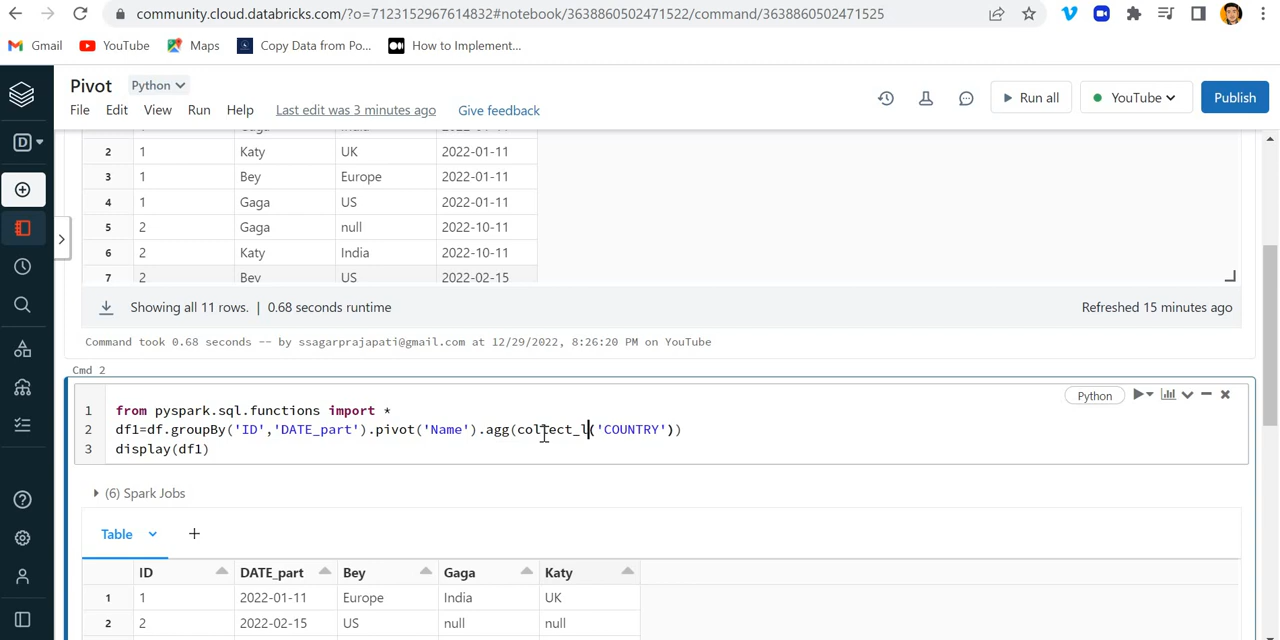 community.cloud.databricks.com/?o=7123152967614832#notebook/3638860502471522/command/3638860502471525
Gmail YouTube Maps Copy Data from Po... How to Implement...
Pivot Python
File Edit View Run Help Last edit was 3 minutes ago Give feedback
Run all YouTube Publish
D
2 1 Katy UK 2022-01-11
3 1 Bey Europe 2022-01-11
4 1 Gaga US 2022-01-11
5 2 Gaga null 2022-10-11
6 2 Katy India 2022-10-11
7 2 Bey US 2022-02-15
Showing all 11 rows. | 0.68 seconds runtime Refreshed 15 minutes ago
Command took 0.68 seconds -- by ssagarprajapati@gmail.com at 12/29/2022, 8:26:20 PM on YouTube
Cmd 2
Python
1 from pyspark.sql.functions import *
2 df1=df.groupBy('ID','DATE_part').pivot('Name').agg(collect_l('COUNTRY'))
3 display(df1)
(6) Spark Jobs
Table +
ID DATE_part Bey Gaga Katy
1 1 2022-01-11 Europe India UK
2 2 2022-02-15 US null null